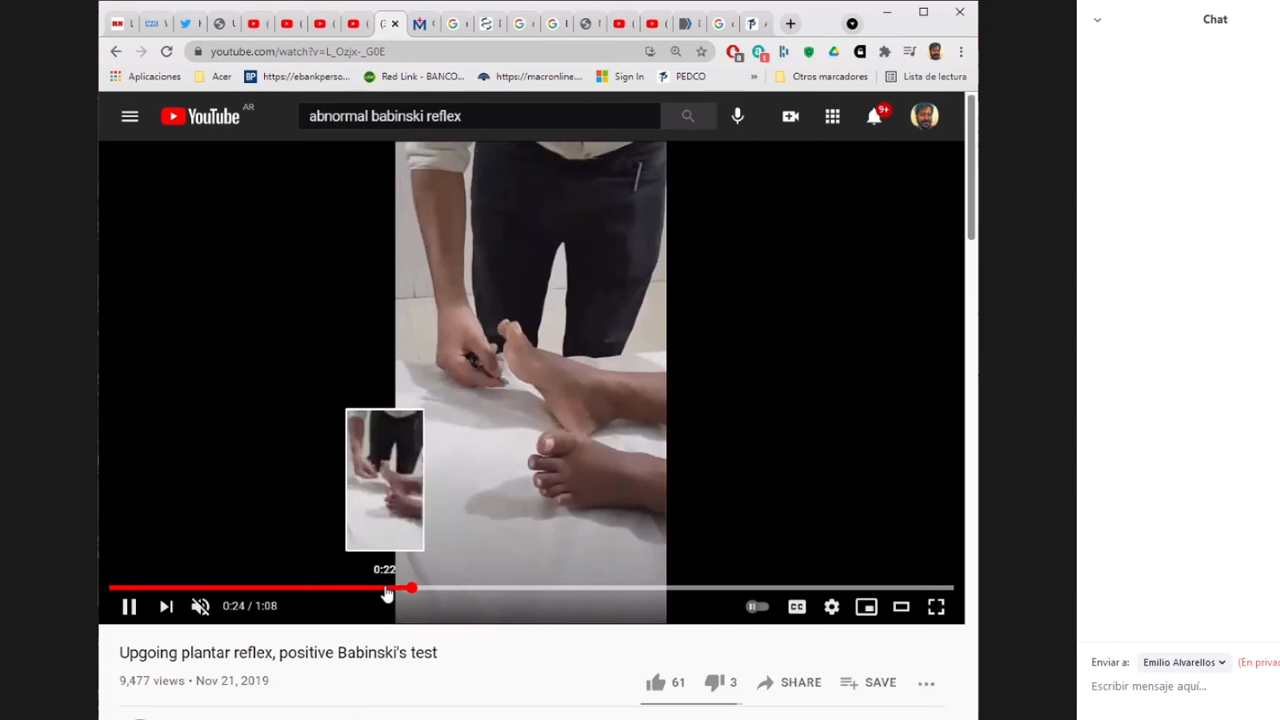 Chat
youtube.com/watch?v=L_Ozjx-_G0E
Aplicaciones
Acer
https://ebankperso...
Red Link - BANCO...
https://macronline....
Sign In
PEDCO
»
Otros marcadores
Lista de lectura
YouTube AR
abnormal babinski reflex
9+
0:22
0:24 / 1:08
CC
Upgoing plantar reflex, positive Babinski's test
9,477 views • Nov 21, 2019
61
3
SHARE
SAVE
Enviar a:
Emilio Alvarellos
(En priva
Escribir mensaje aquí...